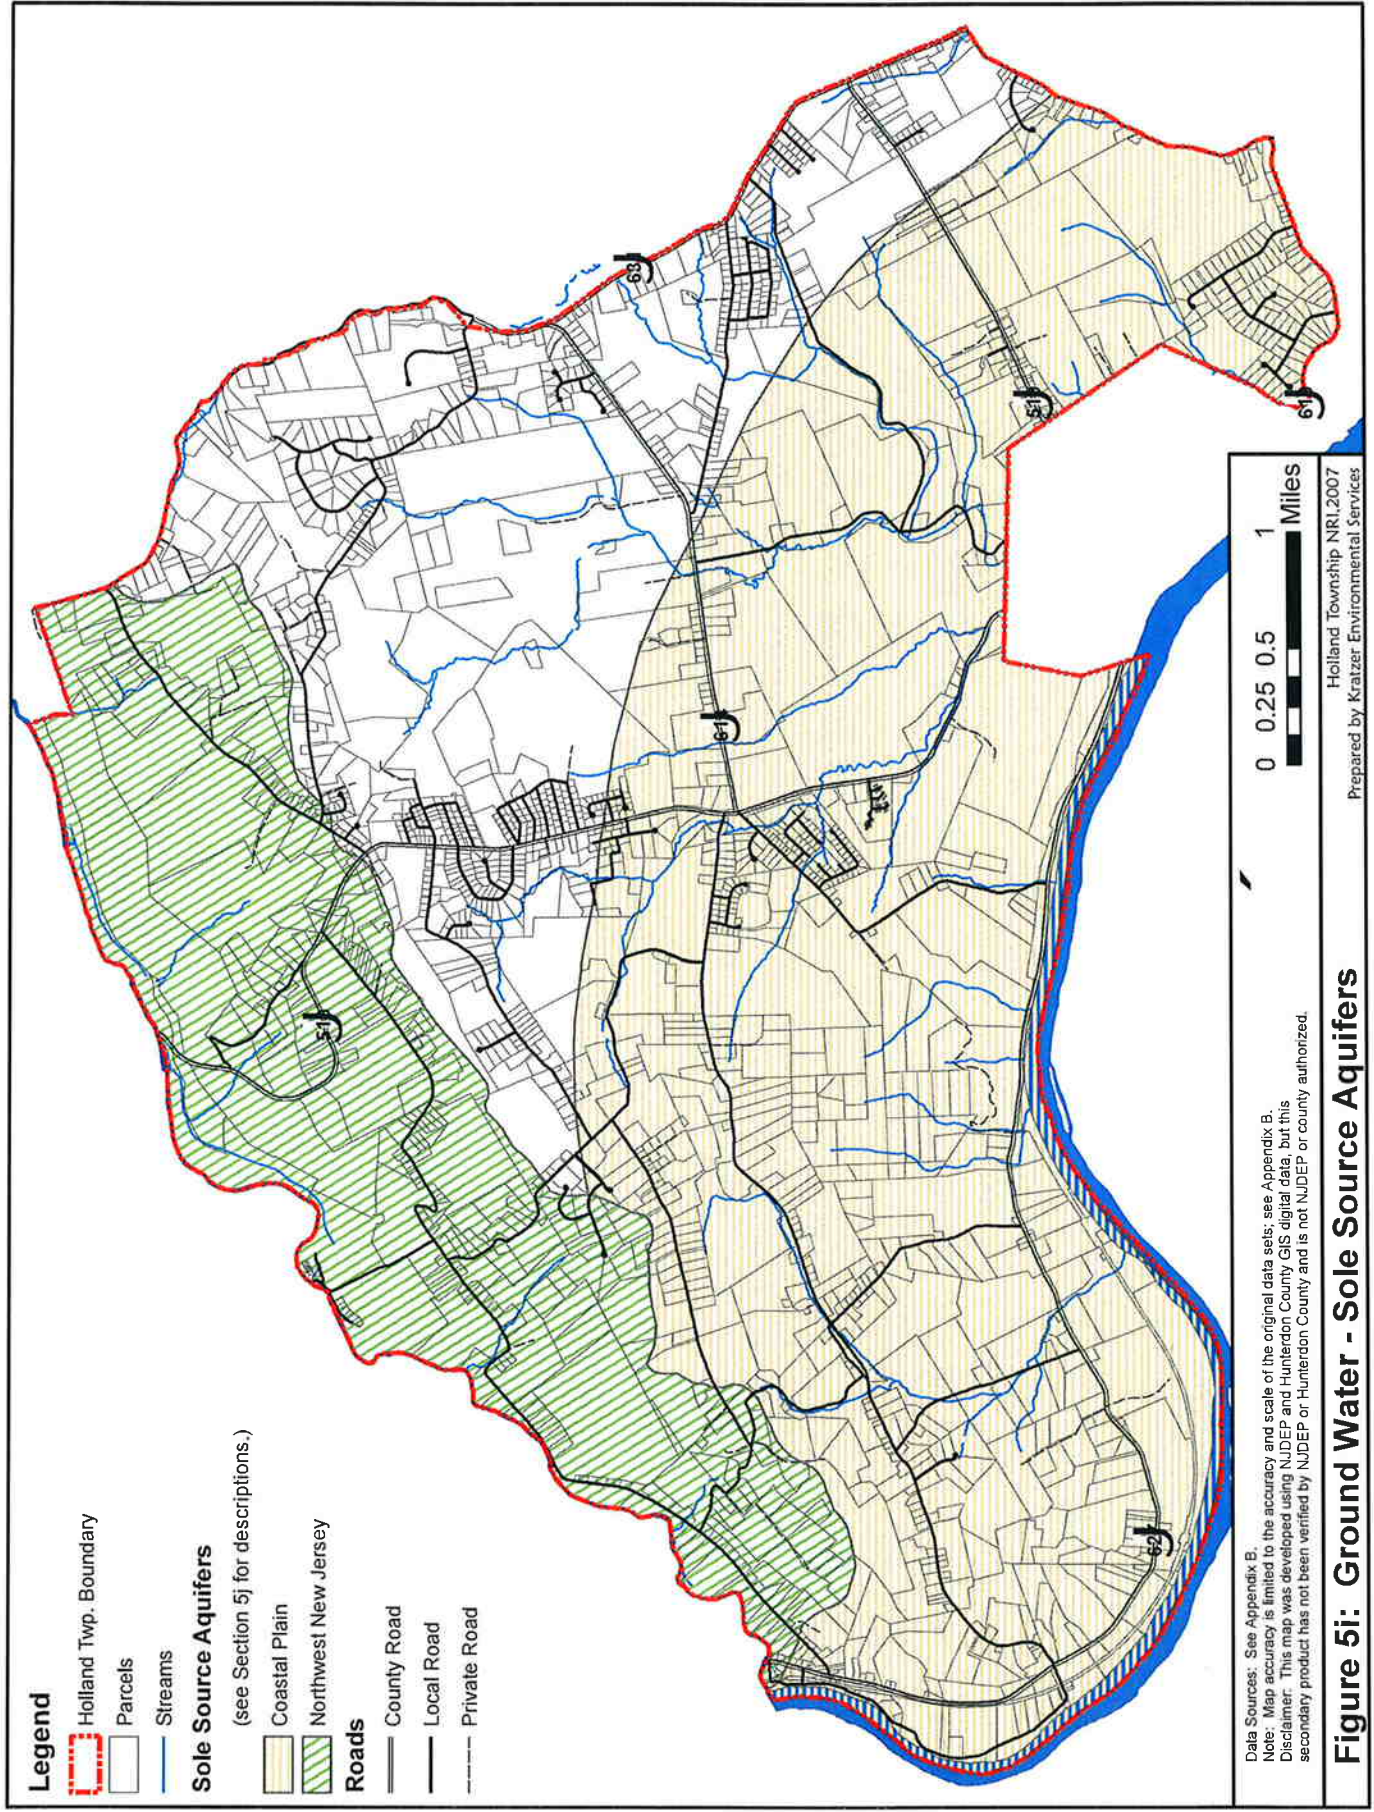 Legend
Holland Twp. Boundary
Parcels
Streams
Sole Source Aquifers
(see Section 5j for descriptions.)
Coastal Plain
Northwest New Jersey
Roads
County Road
Local Road
Private Road
519
631
614
519
619
627
0 0.25 0.5 1
Miles
Data Sources: See Appendix B.
Note: Map accuracy is limited to the accuracy and scale of the original data sets; see Appendix B.
Disclaimer: This map was developed using NJDEP and Hunterdon County GIS digital data, but this
secondary product has not been verified by NJDEP or Hunterdon County and is not NJDEP or county authorized.
Holland Township NRI, 2007
Prepared by Kratzer Environmental Services
Figure 5i: Ground Water - Sole Source Aquifers